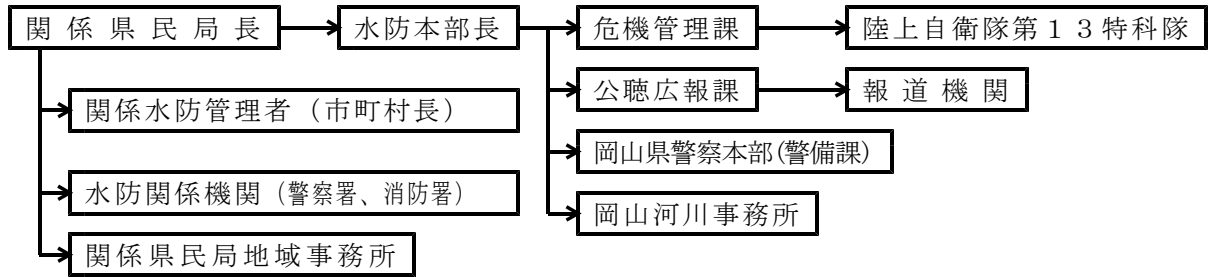 関係県民局長
水防本部長
危機管理課
陸上自衛隊第１３特科隊
公聴広報課
報道機関
関係水防管理者（市町村長）
岡山県警察本部(警備課)
水防関係機関（警察署、消防署）
岡山河川事務所
関係県民局地域事務所